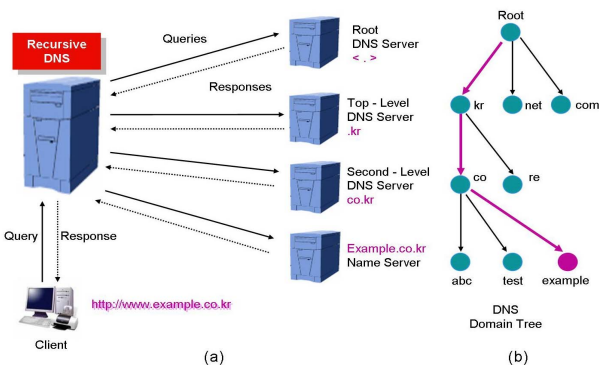 Recursive
DNS
Queries
Responses
Root
DNS Server
< . >
Top - Level
DNS Server
.kr
Second - Level
DNS Server
co.kr
Example.co.kr
Name Server
Query
Response
http://www.example.co.kr
Client
(a)
Root
kr
net
com
co
re
abc
test
example
DNS
Domain Tree
(b)